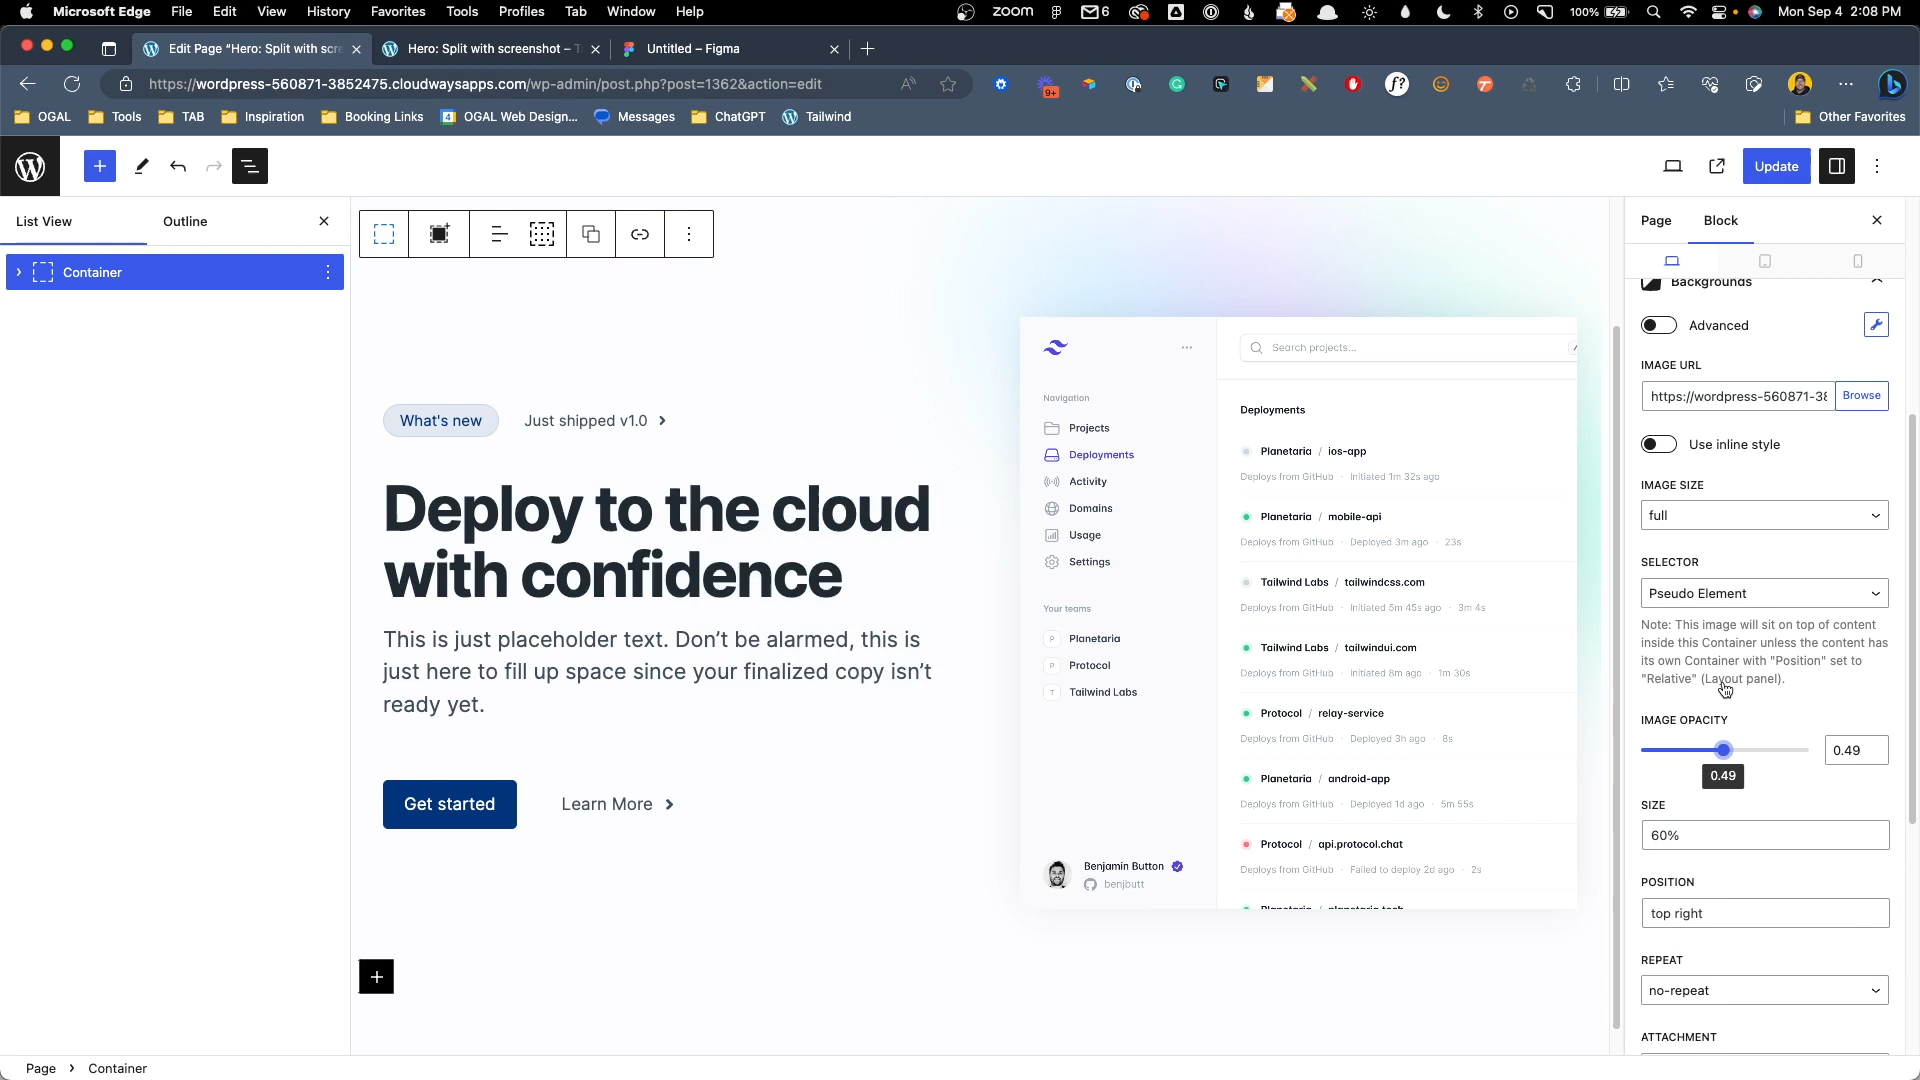 Microsoft Edge File Edit View History Favorites Tools Profiles Tab Window Help
zoom 6 100% Mon Sep 4 2:08 PM
Edit Page “Hero: Split with scre
Hero: Split with screenshot – T
Untitled – Figma
https://wordpress-560871-3852475.cloudwaysapps.com/wp-admin/post.php?post=1362&action=edit
9+
f?
OGAL Tools TAB Inspiration Booking Links OGAL Web Design... Messages ChatGPT Tailwind Other Favorites
Update
List View Outline
Container
What's new Just shipped v1.0
Deploy to the cloud
with confidence
This is just placeholder text. Don’t be alarmed, this is
just here to fill up space since your finalized copy isn’t
ready yet.
Get started Learn More
Search projects...
Navigation
Projects
Deployments
Activity
Domains
Usage
Settings
Your teams
P Planetaria
P Protocol
T Tailwind Labs
Benjamin Button
benjbutt
Deployments
Planetaria / ios-app
Deploys from GitHub · Initiated 1m 32s ago
Planetaria / mobile-api
Deploys from GitHub · Deployed 3m ago · 23s
Tailwind Labs / tailwindcss.com
Deploys from GitHub · Initiated 5m 45s ago · 3m 4s
Tailwind Labs / tailwindui.com
Deploys from GitHub · Initiated 8m ago · 1m 30s
Protocol / relay-service
Deploys from GitHub · Deployed 3h ago · 8s
Planetaria / android-app
Deploys from GitHub · Deployed 1d ago · 5m 55s
Protocol / api.protocol.chat
Deploys from GitHub · Failed to deploy 2d ago · 2s
Planetaria / planetaria.tech
Page Block
Backgrounds
Advanced
IMAGE URL
https://wordpress-560871-38 Browse
Use inline style
IMAGE SIZE
full
SELECTOR
Pseudo Element
Note: This image will sit on top of content
inside this Container unless the content has
its own Container with "Position" set to
"Relative" (Layout panel).
IMAGE OPACITY
0.49
0.49
SIZE
60%
POSITION
top right
REPEAT
no-repeat
ATTACHMENT
Page › Container